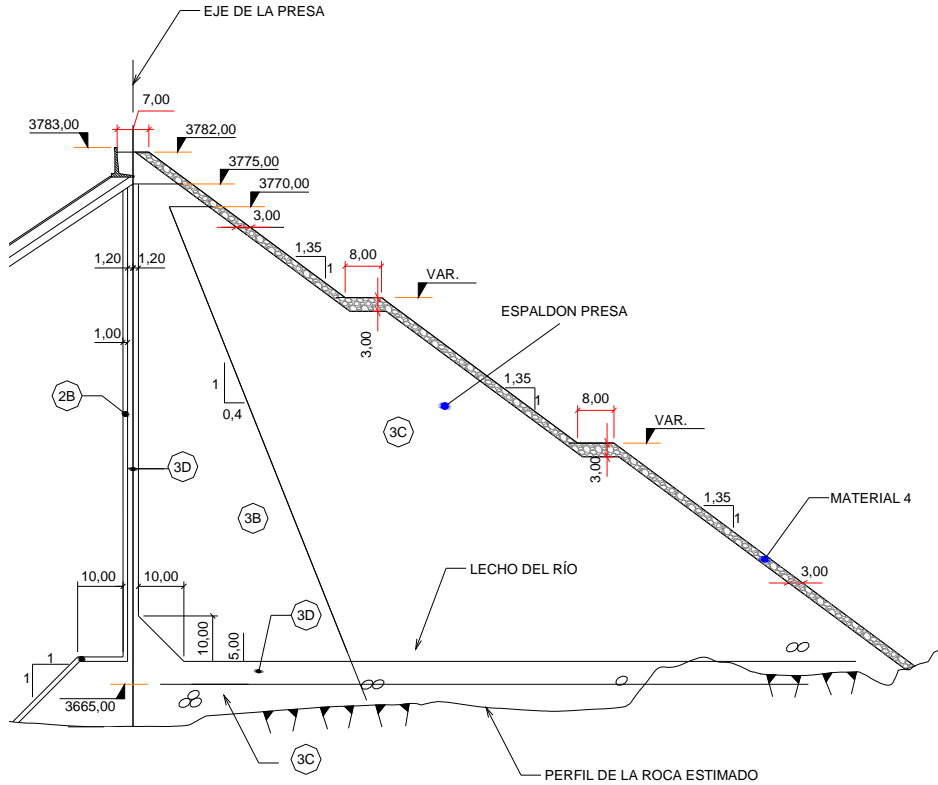 EJE DE LA PRESA
7,00
3783,00
3782,00
3775,00
3770,00
3,00
1,35
1
8,00
VAR.
1,20
1,20
ESPALDON PRESA
1,00
3,00
1
0,4
1,35
1
8,00
2B
3C
VAR.
3D
3,00
3B
1,35
1
MATERIAL 4
10,00
10,00
LECHO DEL RÍO
3,00
10,00
5,00
3D
1
1
3665,00
3C
PERFIL DE LA ROCA ESTIMADO